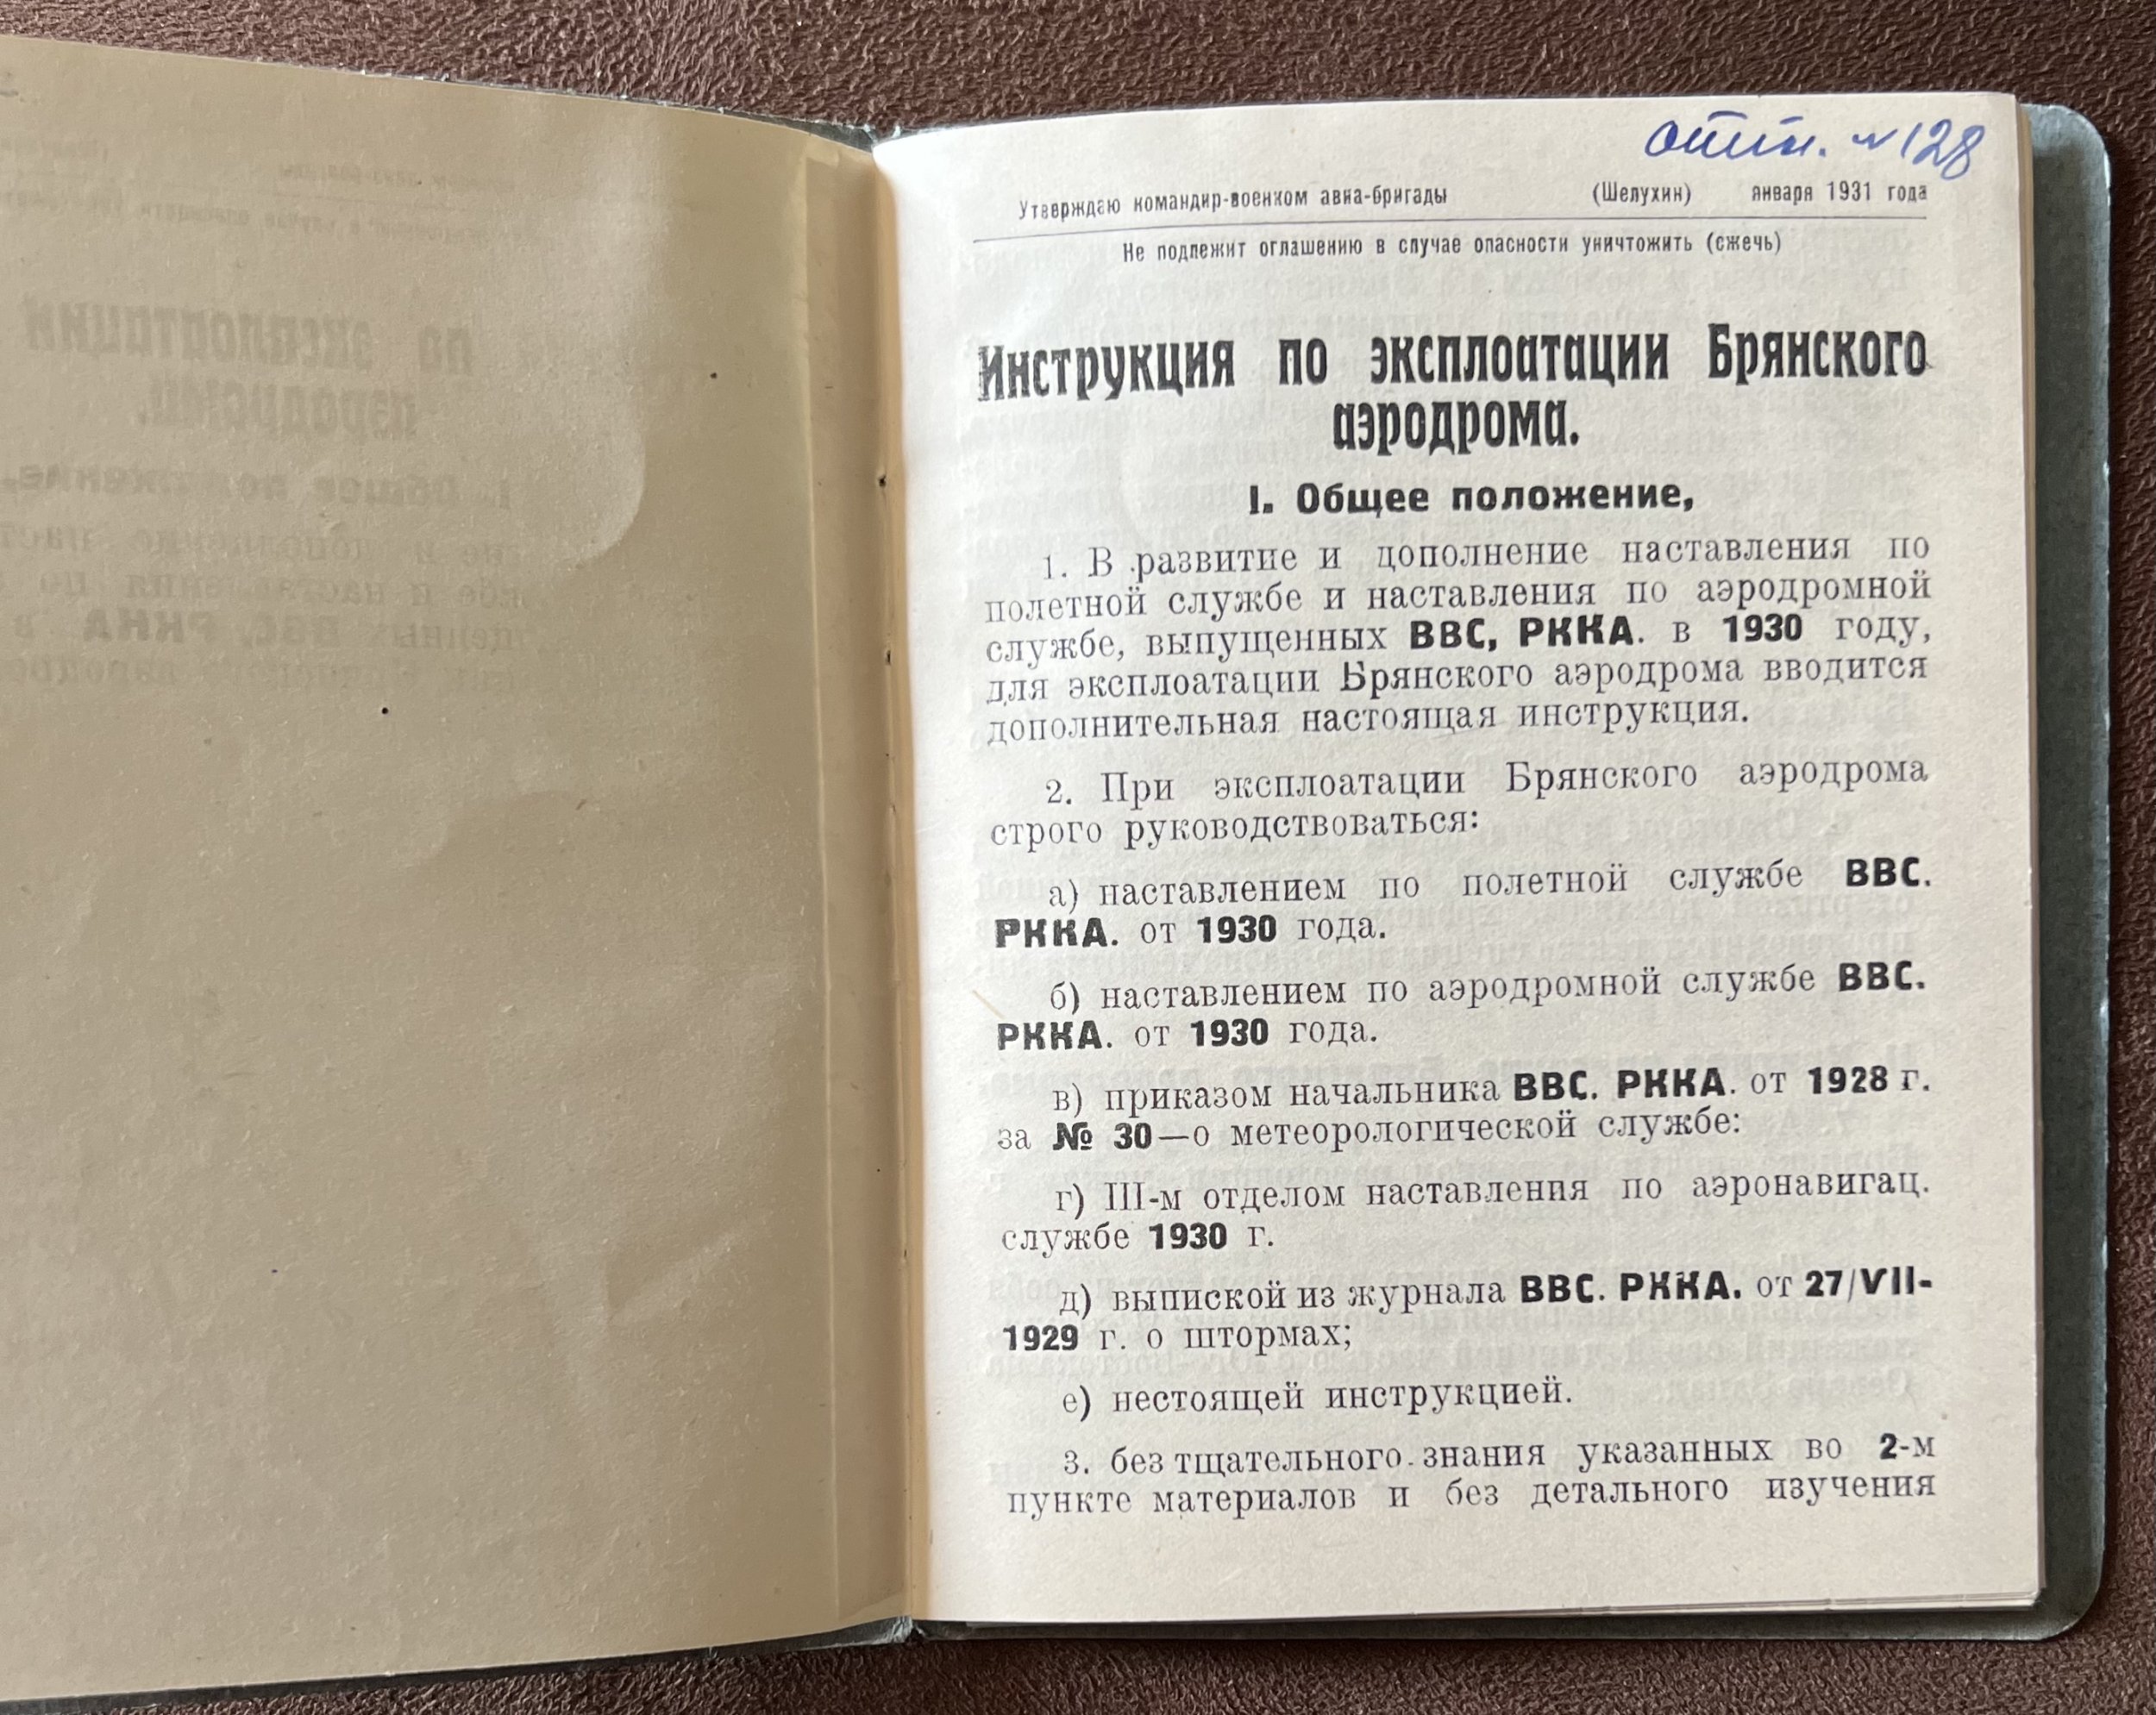 отпч. №128
Утверждаю командир-военком авиа-бригады (Шелухин) января 1931 года
Не подлежит оглашению в случае опасности уничтожить (сжечь)
Инструкция по эксплоатации Брянского
аэродрома.
I. Общее положение,
1. В развитие и дополнение наставления по
полетной службе и наставления по аэродромной
службе, выпущенных ВВС, РККА. в 1930 году,
для эксплоатации Брянского аэродрома вводится
дополнительная настоящая инструкция.
2. При эксплоатации Брянского аэродрома
строго руководствоваться:
а) наставлением по полетной службе ВВС.
РККА. от 1930 года.
б) наставлением по аэродромной службе ВВС.
РККА. от 1930 года.
в) приказом начальника ВВС. РККА. от 1928 г.
за № 30—о метеорологической службе:
г) III-м отделом наставления по аэронавигац.
службе 1930 г.
д) выпиской из журнала ВВС. РККА. от 27/VII-
1929 г. о штормах;
е) нестоящей инструкцией.
3. без тщательного знания указанных во 2-м
пункте материалов и без детального изучения